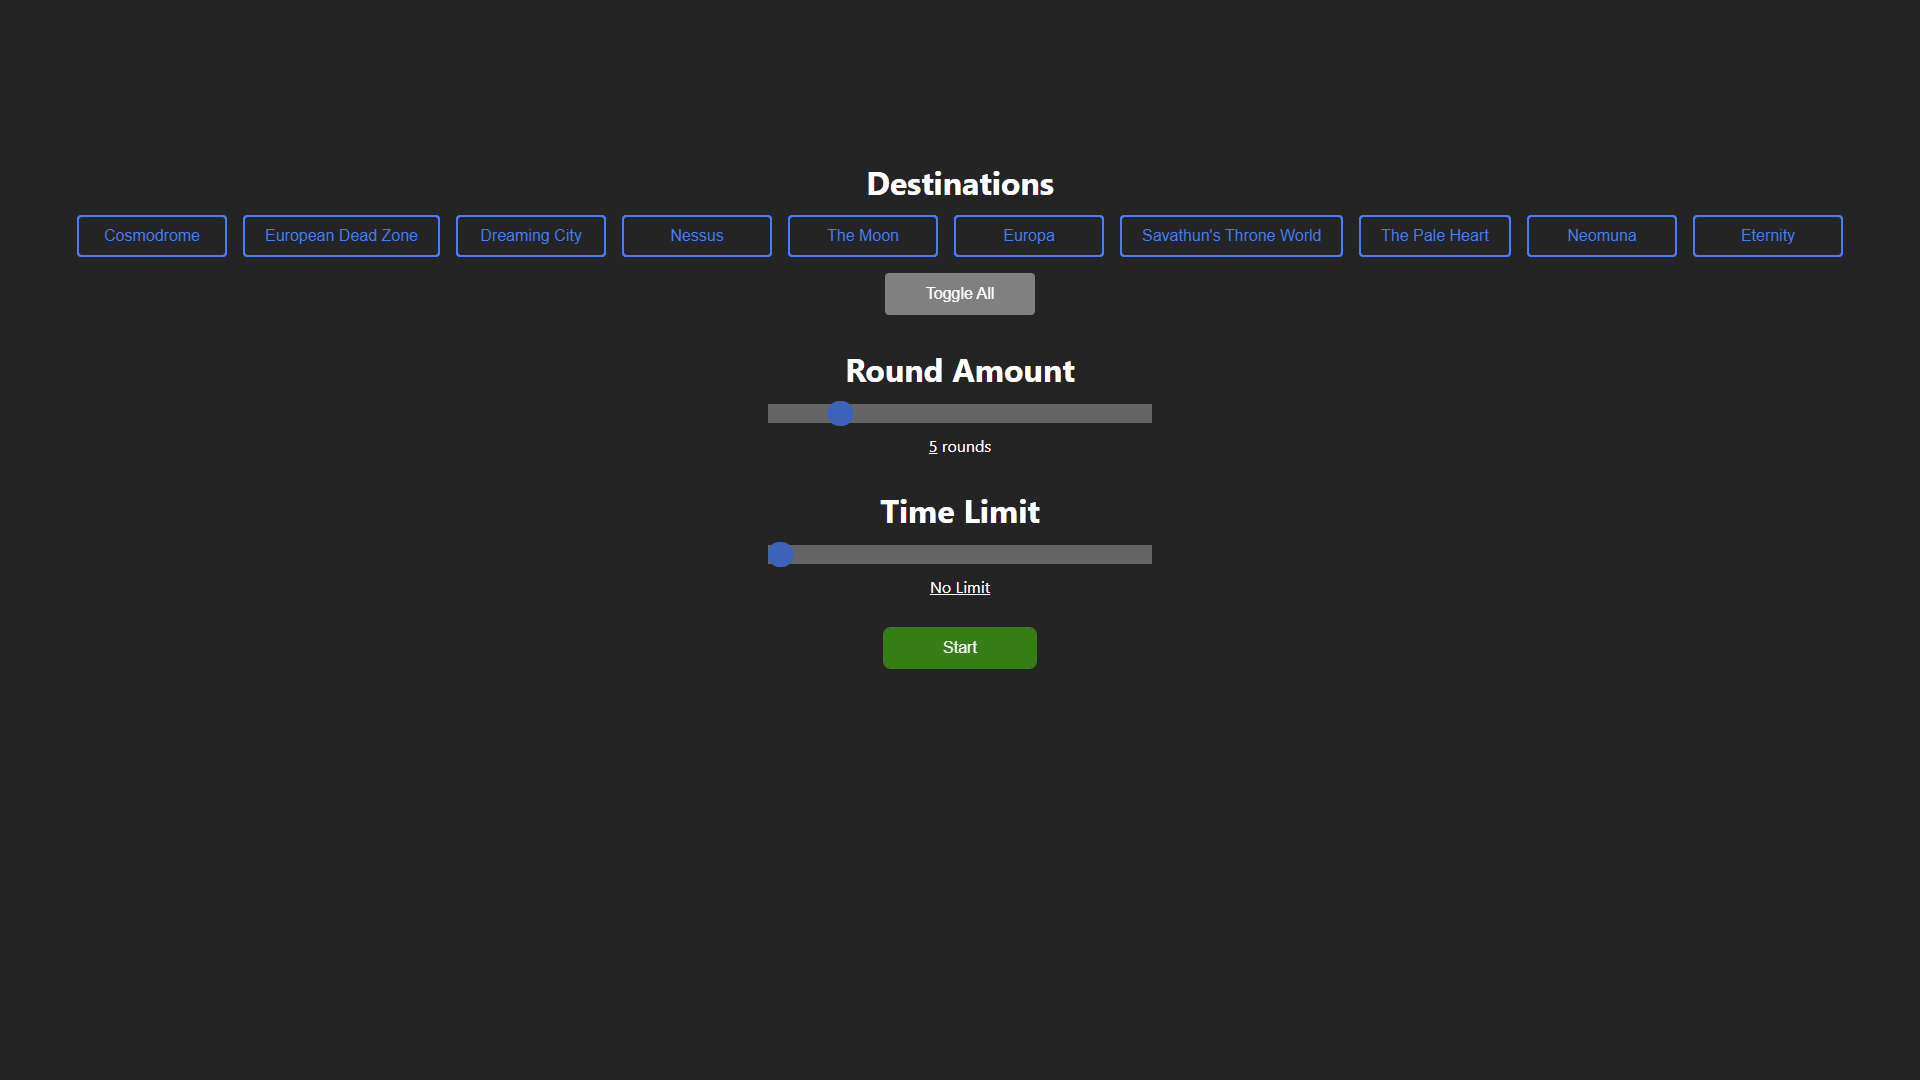 Destinations
Cosmodrome European Dead Zone Dreaming City Nessus The Moon Europa Savathun's Throne World The Pale Heart Neomuna Eternity
Toggle All
Round Amount
5 rounds
Time Limit
No Limit
Start